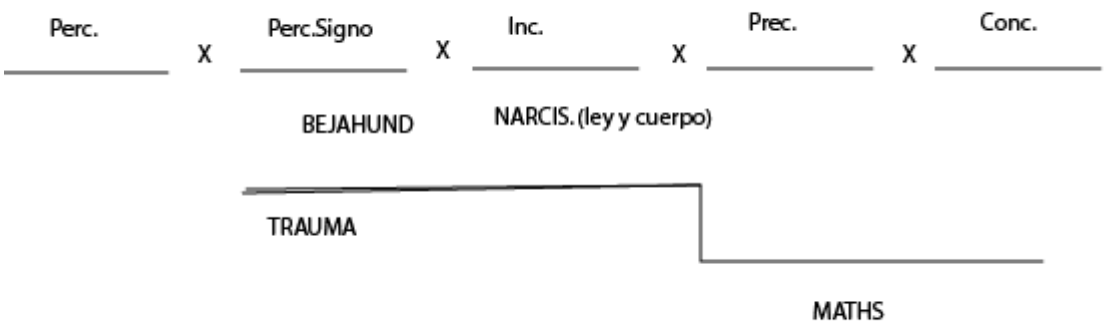 Perc. X Perc.Signo X Inc. X Prec. X Conc.
BEJAHUND NARCIS. (ley y cuerpo)
TRAUMA
MATHS